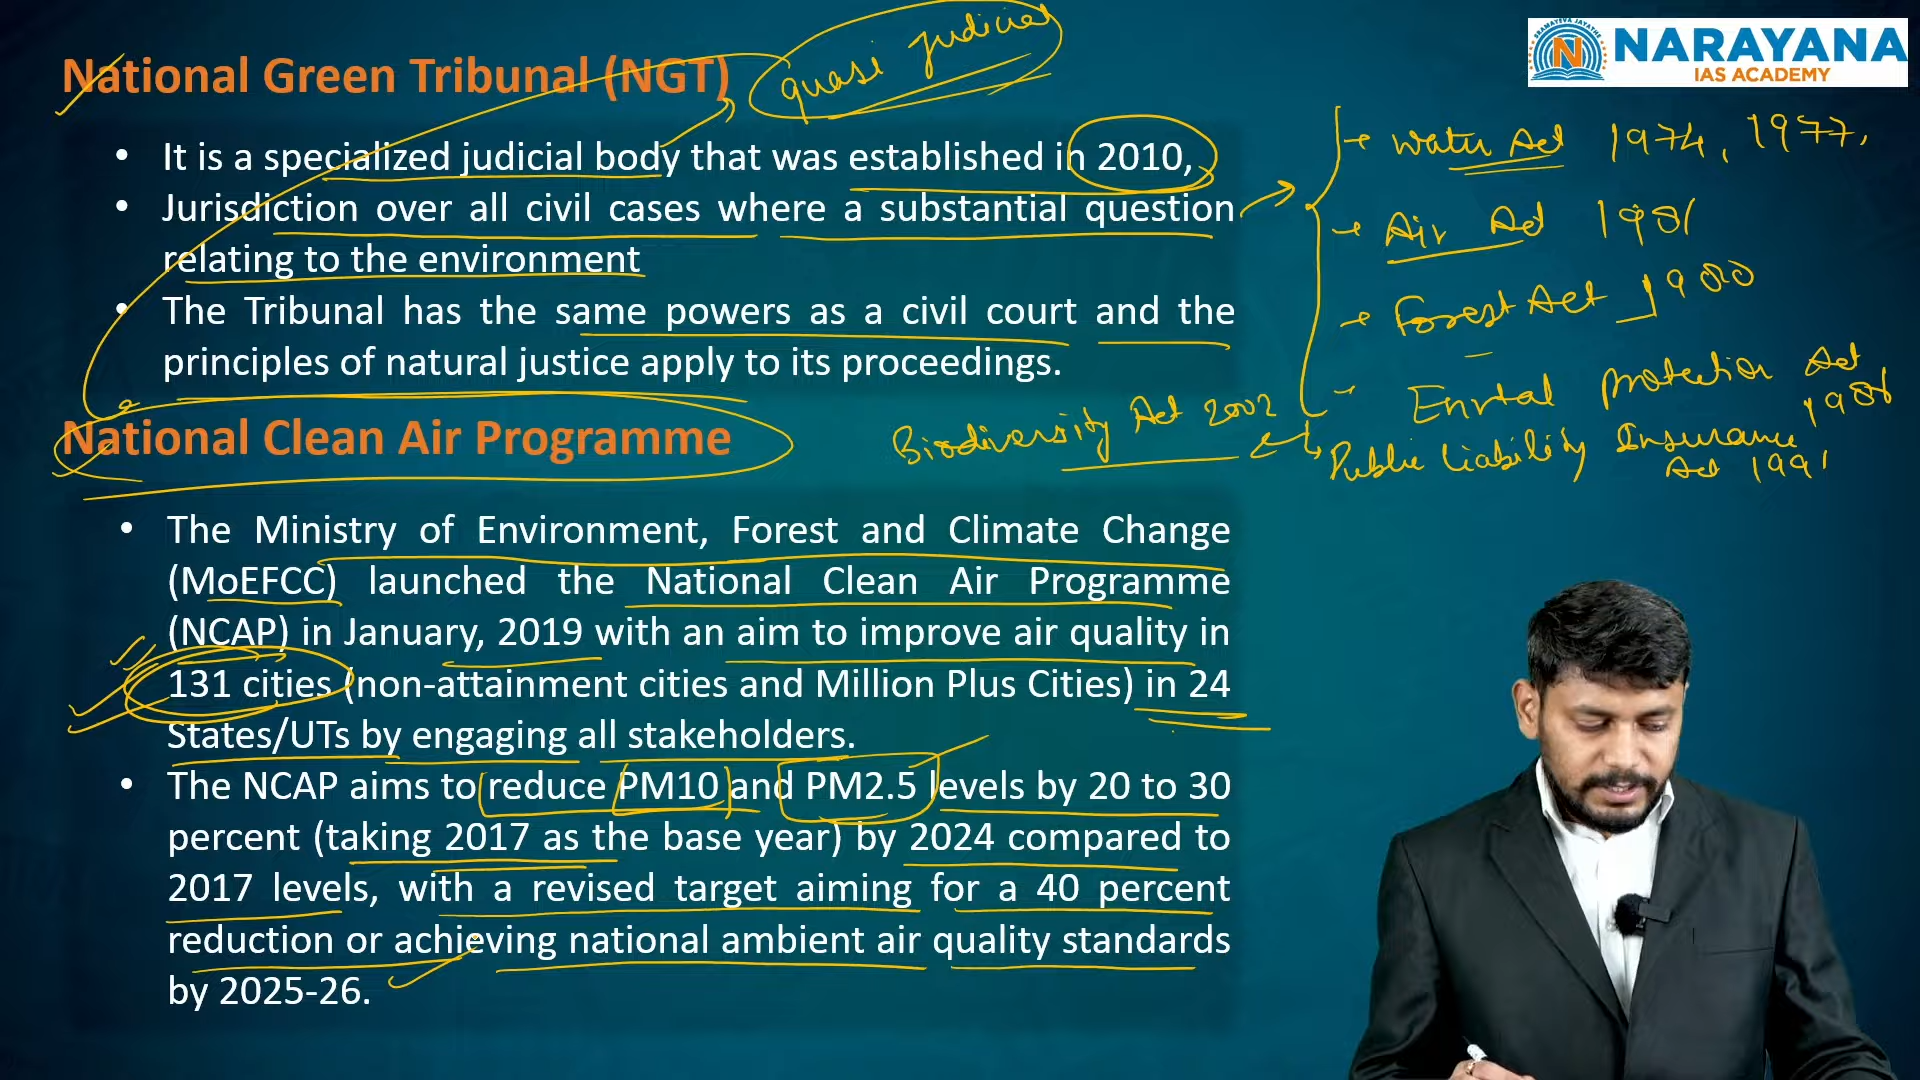 National Green Tribunal (NGT)
quasi judicial
SRAMAYEVA JAYATHE
N NARAYANA
IAS ACADEMY
• It is a specialized judicial body that was established in 2010,
• Jurisdiction over all civil cases where a substantial question
relating to the environment
• The Tribunal has the same powers as a civil court and the
principles of natural justice apply to its proceedings.
→ Water Act 1974, 1977,
→ Air Act 1981
→ Forest Act 1980
Protection Act
1986
Public Liability Insurance
Act 1991
Biodiversity Act 2002
National Clean Air Programme
• The Ministry of Environment, Forest and Climate Change
(MoEFCC) launched the National Clean Air Programme
(NCAP) in January, 2019 with an aim to improve air quality in
131 cities (non-attainment cities and Million Plus Cities) in 24
States/UTs by engaging all stakeholders.
• The NCAP aims to reduce PM10 and PM2.5 levels by 20 to 30
percent (taking 2017 as the base year) by 2024 compared to
2017 levels, with a revised target aiming for a 40 percent
reduction or achieving national ambient air quality standards
by 2025-26.